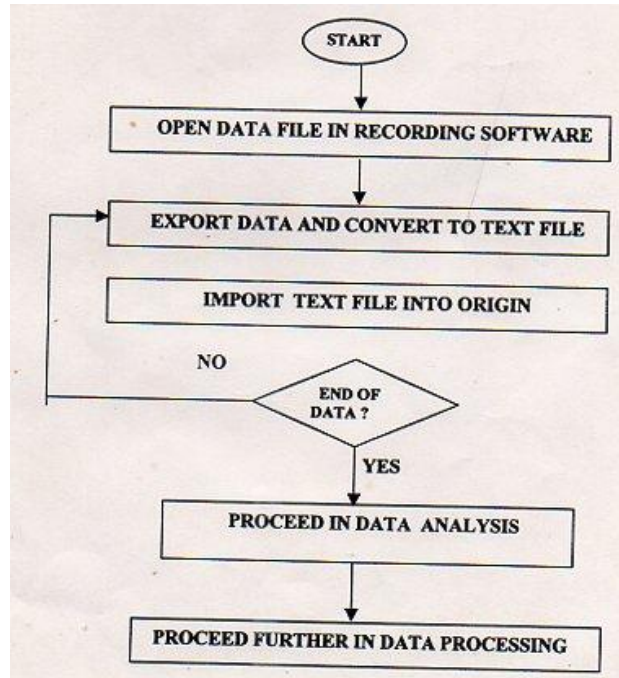 START
OPEN DATA FILE IN RECORDING SOFTWARE
EXPORT DATA AND CONVERT TO TEXT FILE
IMPORT TEXT FILE INTO ORIGIN
NO
END OF
DATA ?
YES
PROCEED IN DATA ANALYSIS
PROCEED FURTHER IN DATA PROCESSING